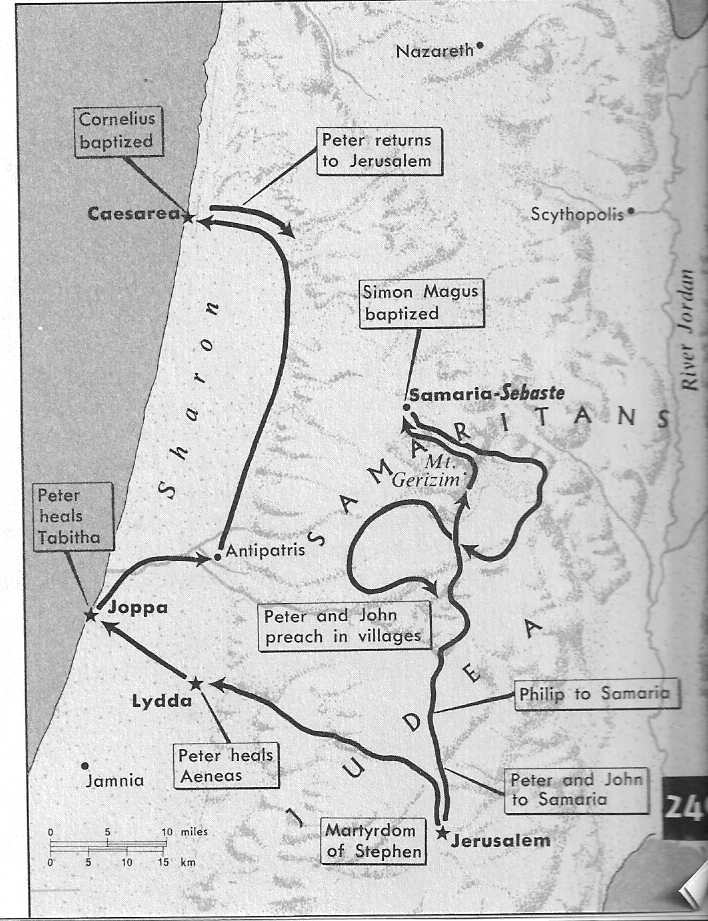 Nazareth
Cornelius
baptized
Peter returns
to Jerusalem
Caesarea
Scythopolis
River Jordan
Simon Magus
baptized
Sharon
Samaria-Sebaste
SAMARITANS
Mt.
Gerizim
Peter
heals
Tabitha
Antipatris
Joppa
Peter and John
preach in villages
JUDEA
Lydda
Philip to Samaria
Peter heals
Aeneas
Jamnia
Peter and John
to Samaria
Martyrdom
of Stephen
Jerusalem
0 5 10 miles
0 5 10 15 km
24